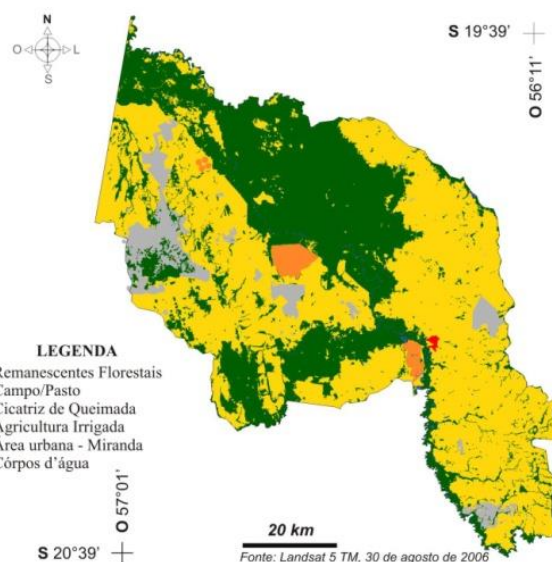 N
O L
S
S 19°39'
O 56°11'
LEGENDA
Remanescentes Florestais
Campo/Pasto
Cicatriz de Queimada
Agricultura Irrigada
Área urbana - Miranda
Córpos d'água
O 57°01'
S 20°39'
20 km
Fonte: Landsat 5 TM, 30 de agosto de 2006